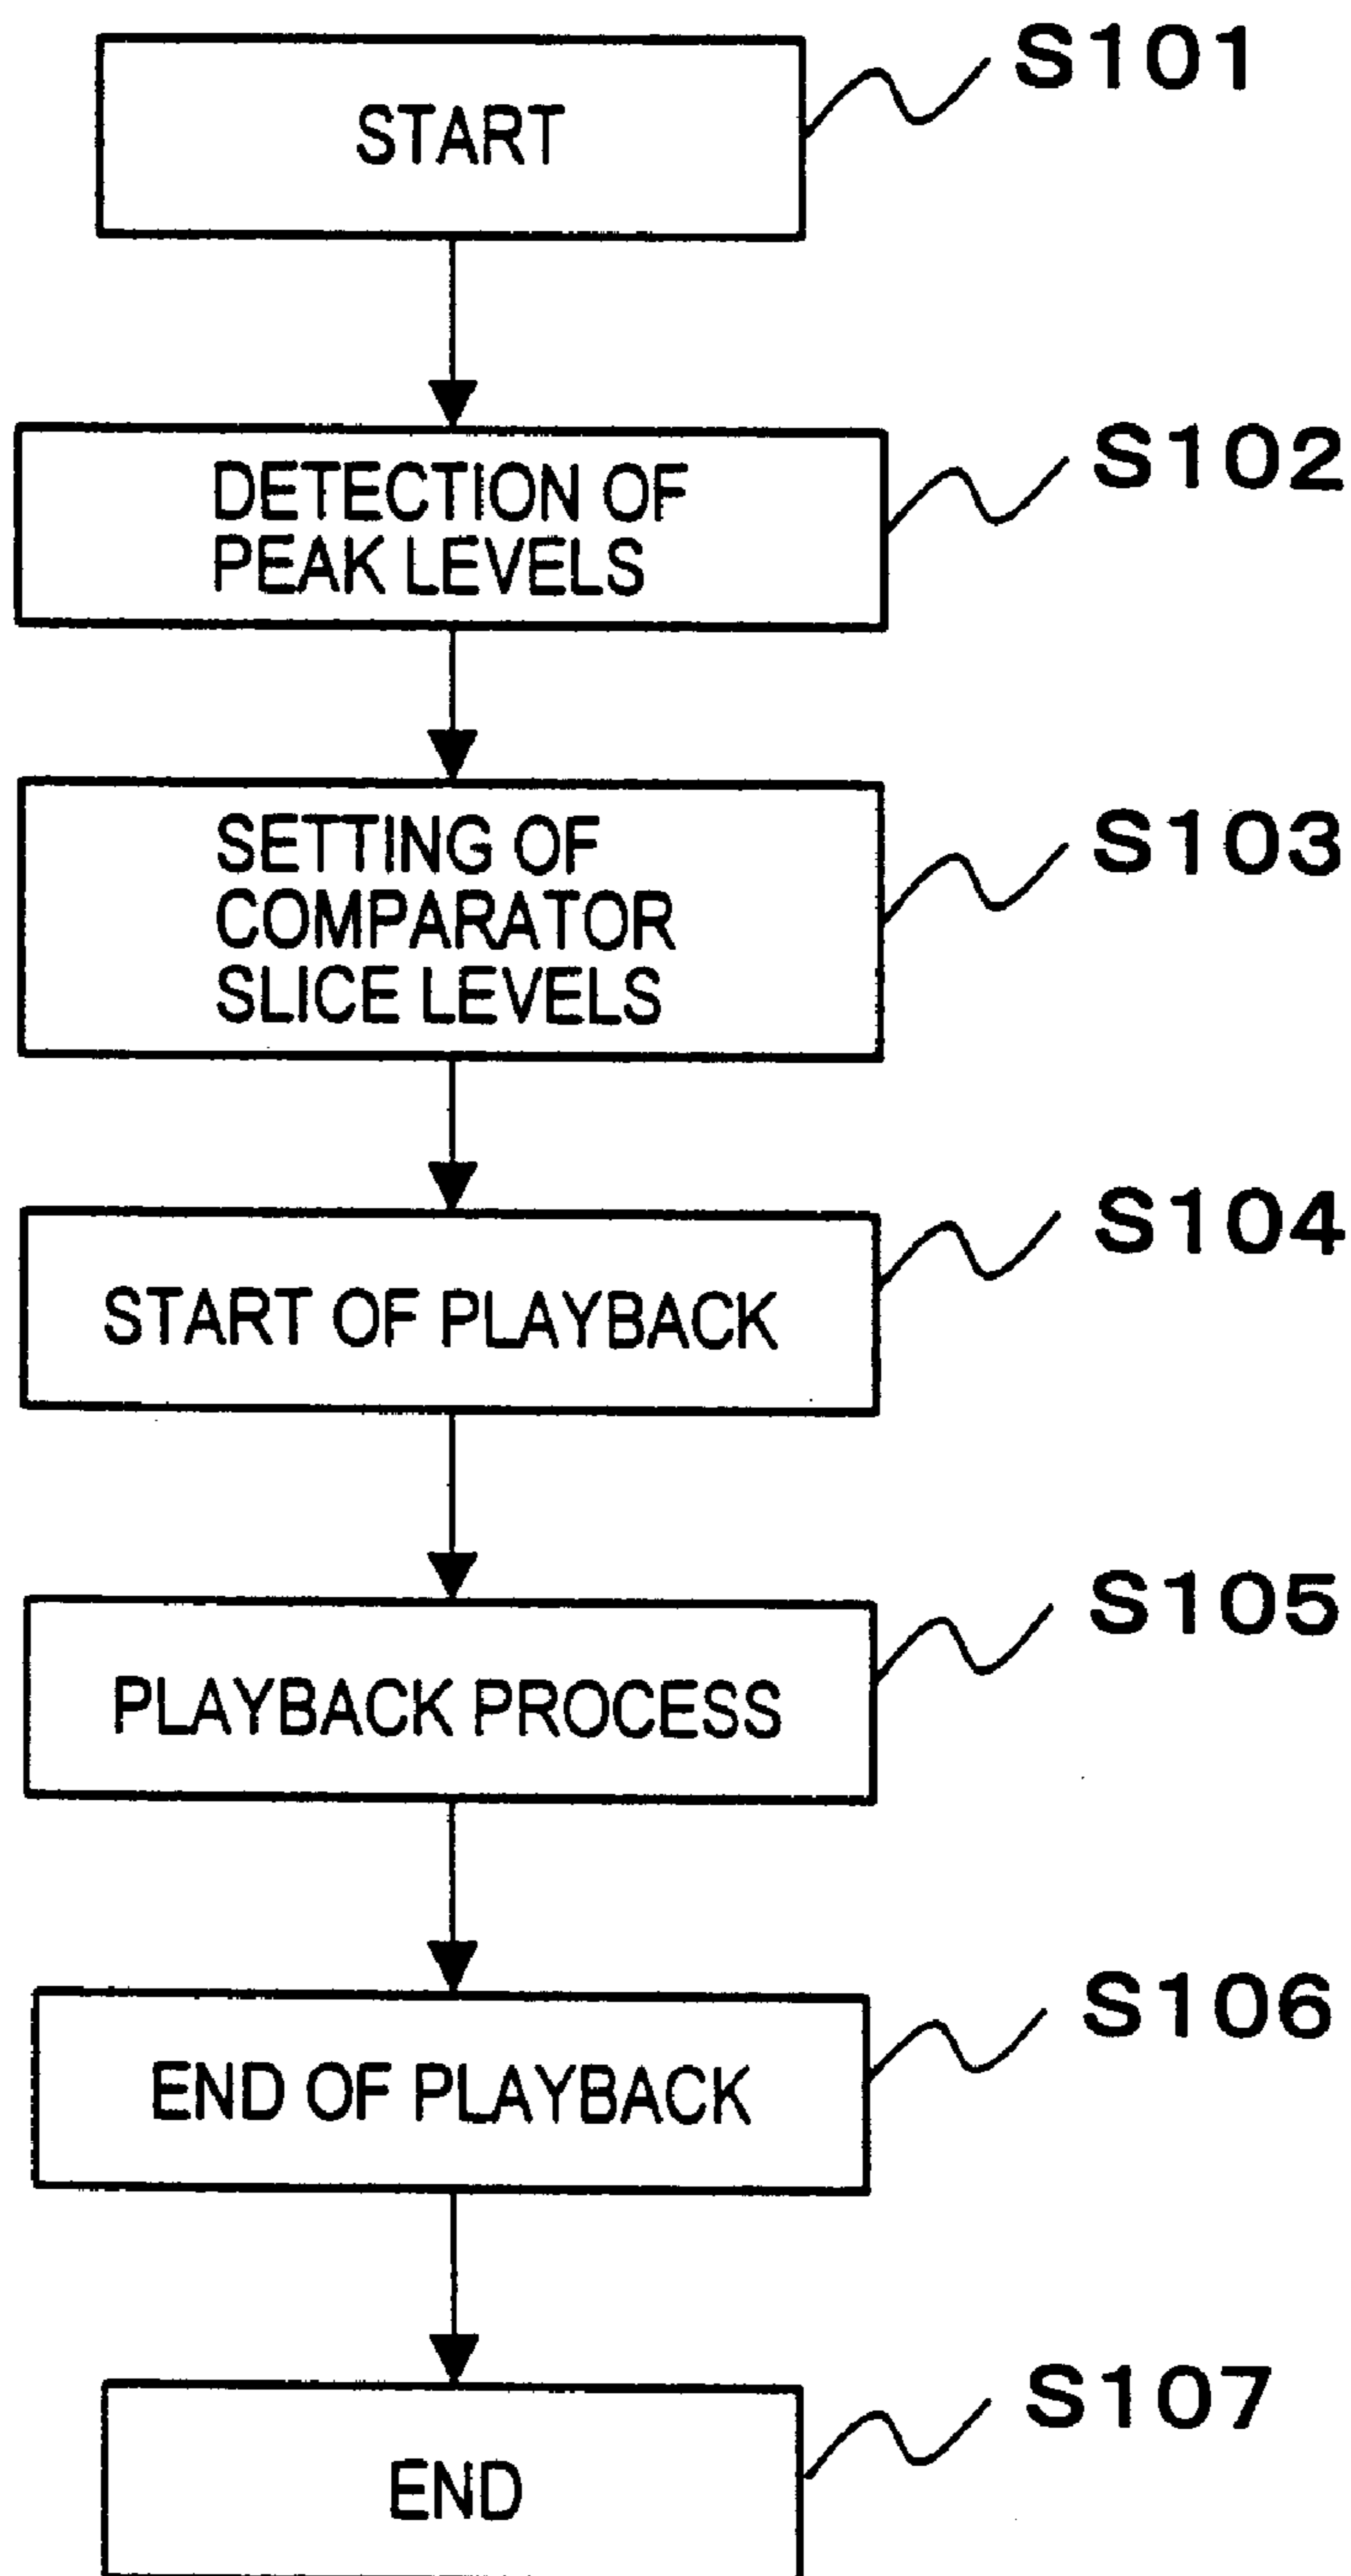 START
S101
DETECTION OF
PEAK LEVELS
S102
SETTING OF
COMPARATOR
SLICE LEVELS
S103
START OF PLAYBACK
S104
PLAYBACK PROCESS
S105
END OF PLAYBACK
S106
END
S107